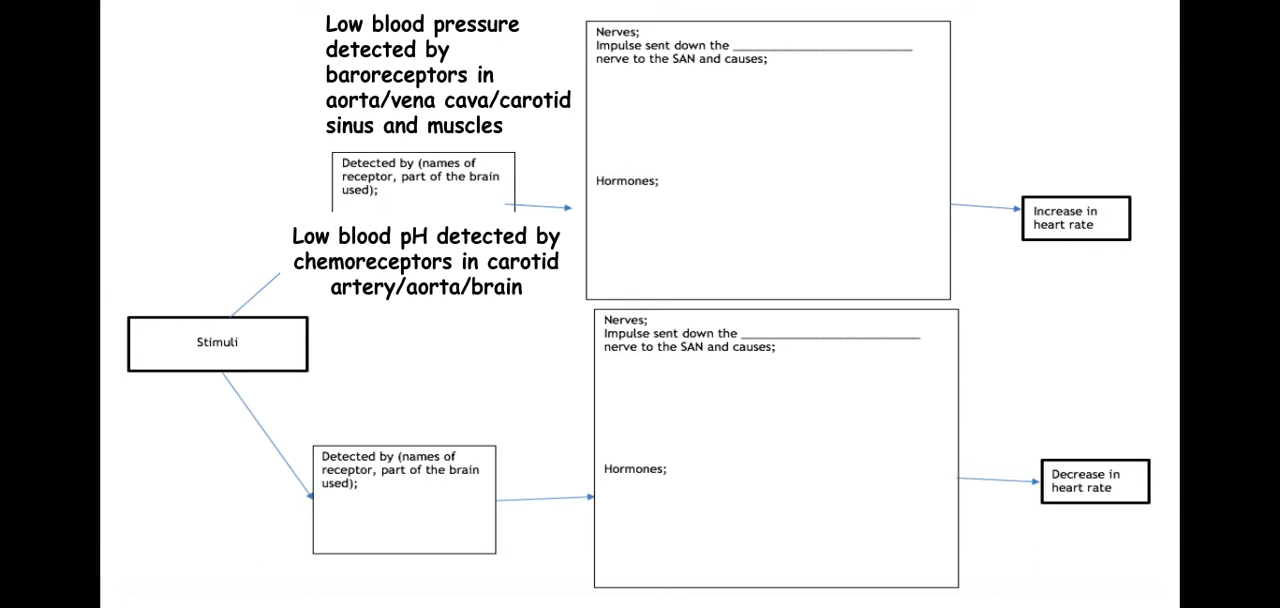 Low blood pressure
detected by
baroreceptors in
aorta/vena cava/carotid
sinus and muscles
Detected by (names of
receptor, part of the brain
used);
Low blood pH detected by
chemoreceptors in carotid
artery/aorta/brain
Nerves;
Impulse sent down the ____________________________
nerve to the SAN and causes;
Hormones;
Increase in
heart rate
Stimuli
Detected by (names of
receptor, part of the brain
used);
Nerves;
Impulse sent down the ____________________________
nerve to the SAN and causes;
Hormones;
Decrease in
heart rate